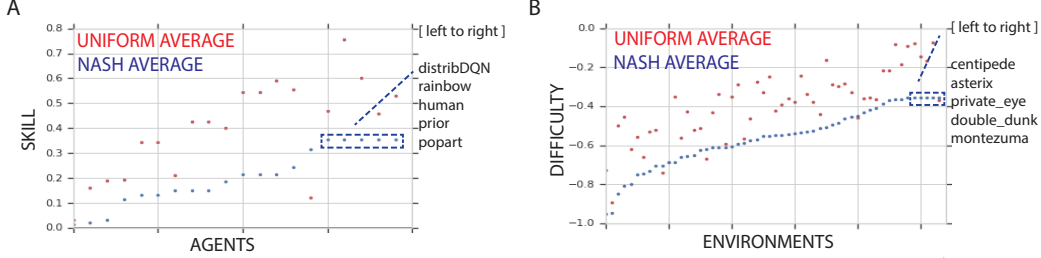 A
0.8
0.7
0.6
0.5
0.4
0.3
0.2
0.1
0.0
SKILL
AGENTS
UNIFORM AVERAGE
NASH AVERAGE
[ left to right ]
distribDQN
rainbow
human
prior
popart
B
0.0
−0.2
−0.4
−0.6
−0.8
−1.0
DIFFICULTY
ENVIRONMENTS
UNIFORM AVERAGE
NASH AVERAGE
[ left to right ]
centipede
asterix
private_eye
double_dunk
montezuma